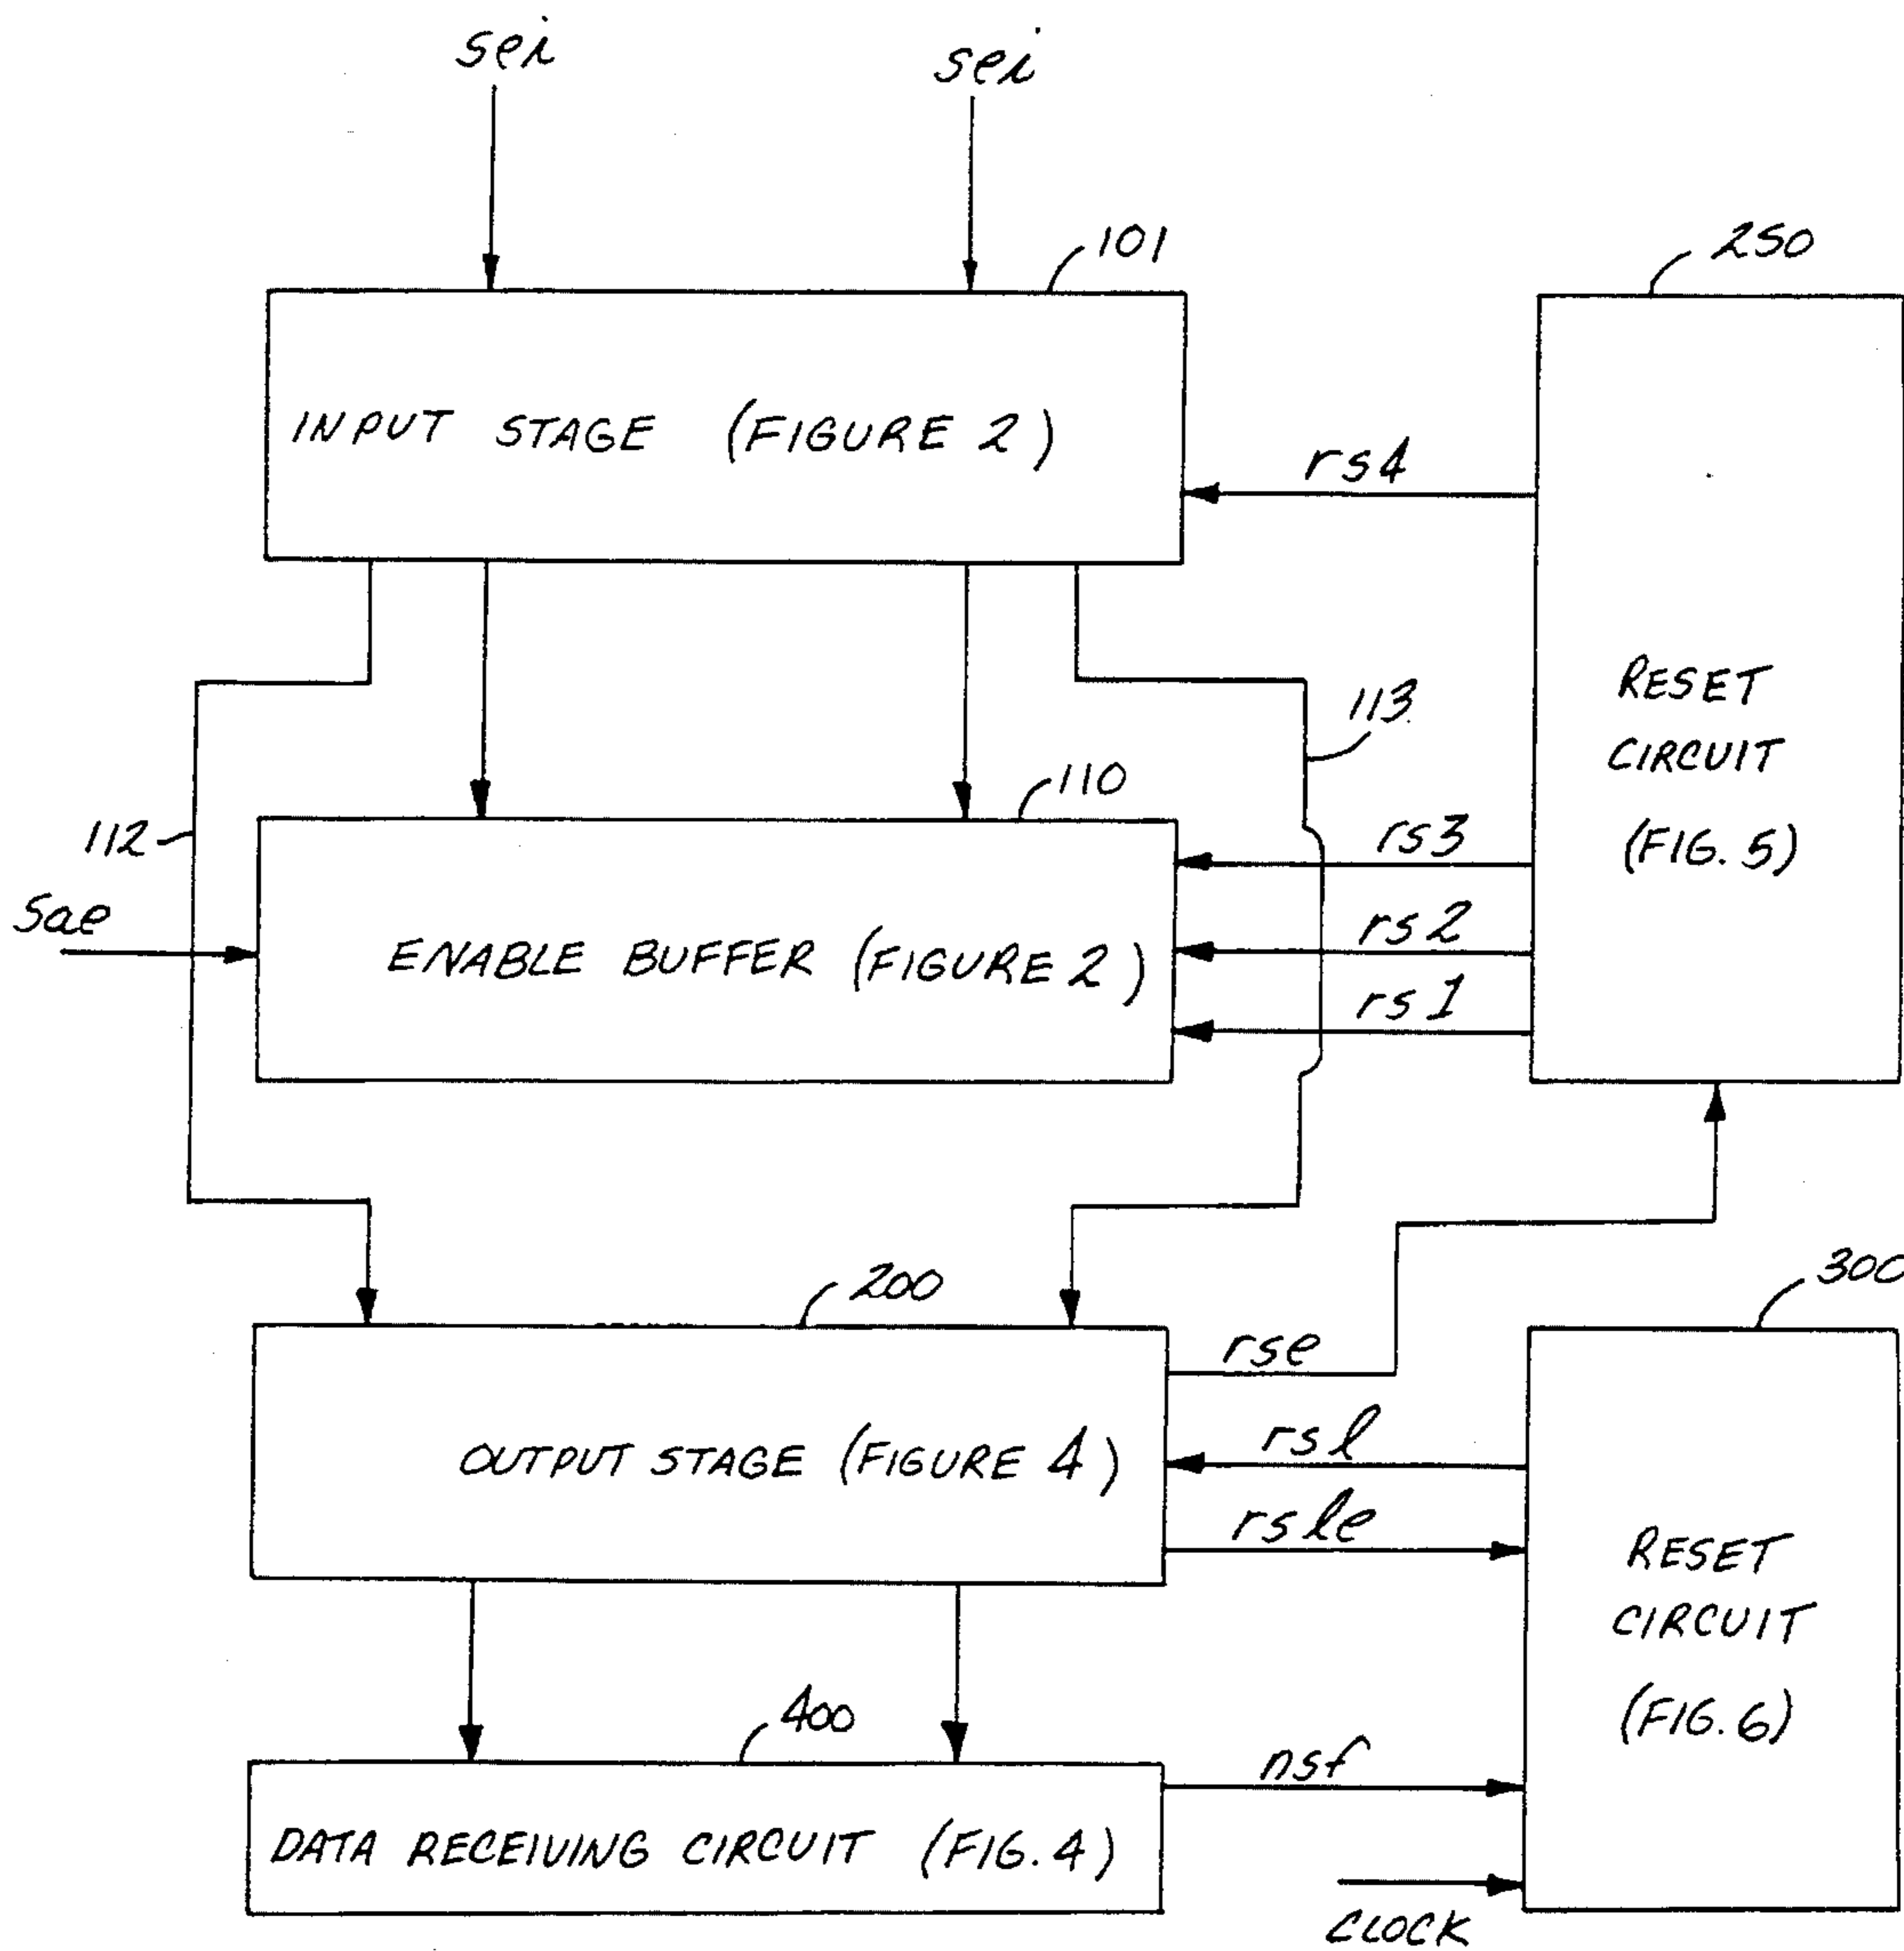 sei
sei
101
250
INPUT STAGE (FIGURE 2)
rs4
RESET
CIRCUIT
(FIG. 5)
113
110
112
rs3
sae
ENABLE BUFFER (FIGURE 2)
rs2
rs1
200
300
rse
OUTPUT STAGE (FIGURE 4)
rsl
rsle
RESET
CIRCUIT
(FIG. 6)
400
nsf
DATA RECEIVING CIRCUIT (FIG. 4)
CLOCK